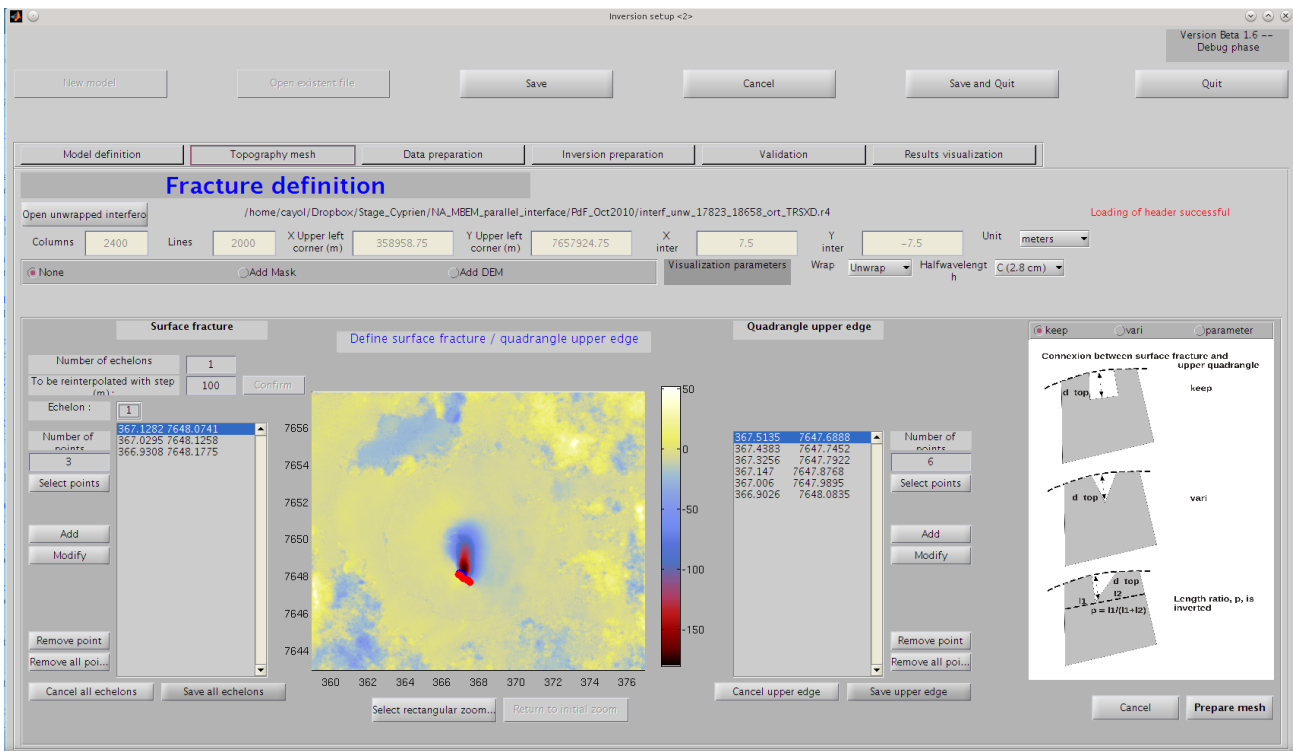 Inversion setup <2>
Version Beta 1.6 --
Debug phase
New model
Open existent file
Save
Cancel
Save and Quit
Quit
Model definition
Topography mesh
Data preparation
Inversion preparation
Validation
Results visualization
Fracture definition
Open unwrapped interfero
/home/cayol/Dropbox/Stage_Cyprien/NA_MBEM_parallel_interface/PdF_Oct2010/interf_unw_17823_18658_ort_TRSXD.r4
Loading of header successful
Columns
2400
Lines
2000
X Upper left
corner (m)
358958.75
Y Upper left
corner (m)
7657924.75
X
inter
7.5
Y
inter
-7.5
Unit
meters
None
Add Mask
Add DEM
Visualization parameters
Wrap
Unwrap
Halfwavelengt
h
C (2.8 cm)
Surface fracture
Number of echelons
1
To be reinterpolated with step
(m) :
100
Confirm
Echelon :
1
367.1282 7648.0741
367.0295 7648.1258
366.9308 7648.1775
Number of
points
3
Select points
Add
Modify
Remove point
Remove all poi...
Cancel all echelons
Save all echelons
Define surface fracture / quadrangle upper edge
7656
7654
7652
7650
7648
7646
7644
360
362
364
366
368
370
372
374
376
50
0
-50
-100
-150
Select rectangular zoom...
Return to initial zoom
Quadrangle upper edge
367.5135 7647.6888
367.4383 7647.7452
367.3256 7647.7922
367.147 7647.8768
367.006 7647.9895
366.9026 7648.0835
Number of
points
6
Select points
Add
Modify
Remove point
Remove all poi...
Cancel upper edge
Save upper edge
keep
vari
parameter
Connexion between surface fracture and
upper quadrangle
d top
keep
d top
vari
d top
l1
l2
p = l1/(l1+l2)
Length ratio, p, is
inverted
Cancel
Prepare mesh